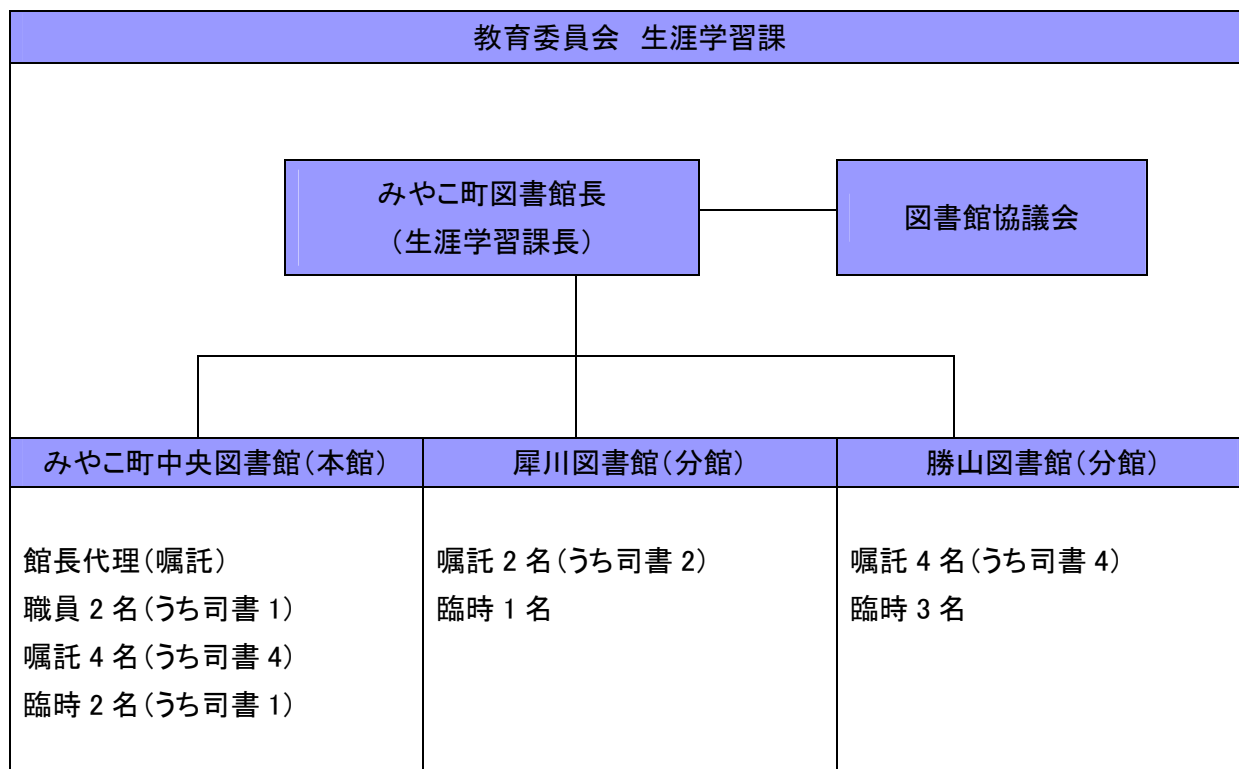 教育委員会　生涯学習課
みやこ町図書館長
（生涯学習課長）
図書館協議会
みやこ町中央図書館（本館）
犀川図書館（分館）
勝山図書館（分館）
館長代理（嘱託）
職員 2 名（うち司書 1）
嘱託 4 名（うち司書 4）
臨時 2 名（うち司書 1）
嘱託 2 名（うち司書 2）
臨時 1 名
嘱託 4 名（うち司書 4）
臨時 3 名